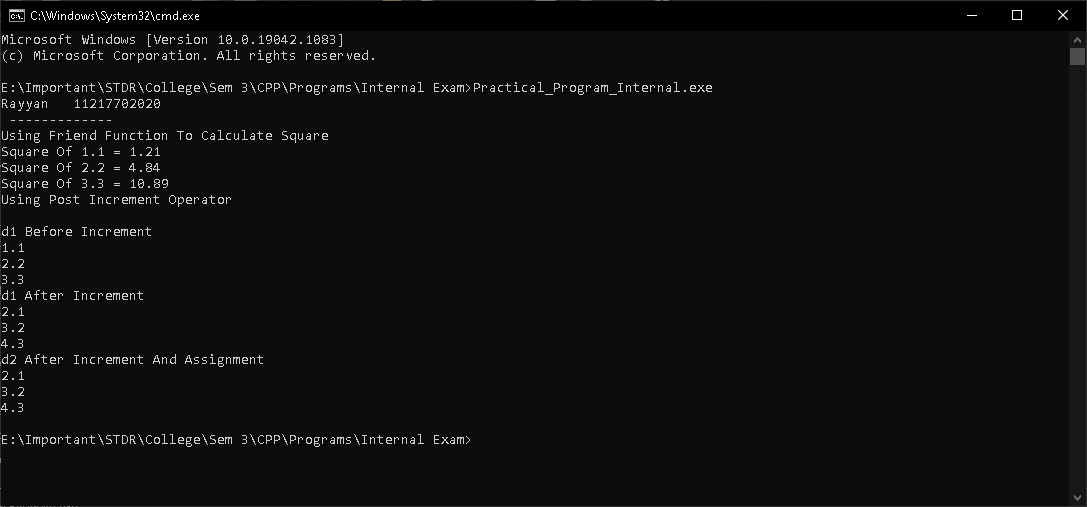 C:\Windows\System32\cmd.exe
Microsoft Windows [Version 10.0.19042.1083]
(c) Microsoft Corporation. All rights reserved.
E:\Important\STDR\College\Sem 3\CPP\Programs\Internal Exam>Practical_Program_Internal.exe
Rayyan   11217702020
-------------
Using Friend Function To Calculate Square
Square Of 1.1 = 1.21
Square Of 2.2 = 4.84
Square Of 3.3 = 10.89
Using Post Increment Operator
d1 Before Increment
1.1
2.2
3.3
d1 After Increment
2.1
3.2
4.3
d2 After Increment And Assignment
2.1
3.2
4.3
E:\Important\STDR\College\Sem 3\CPP\Programs\Internal Exam>